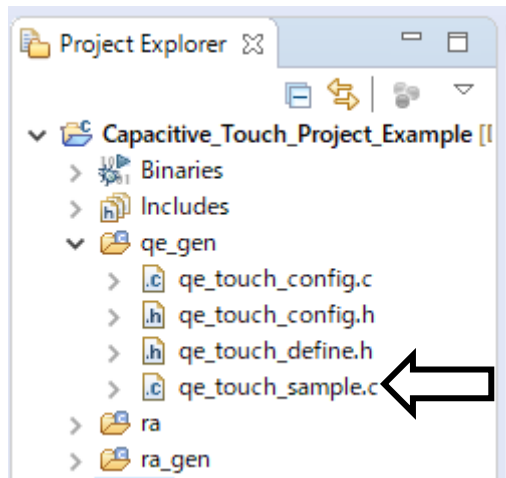 Project Explorer
Capacitive_Touch_Project_Example [
Binaries
Includes
qe_gen
qe_touch_config.c
qe_touch_config.h
qe_touch_define.h
qe_touch_sample.c
ra
ra_gen